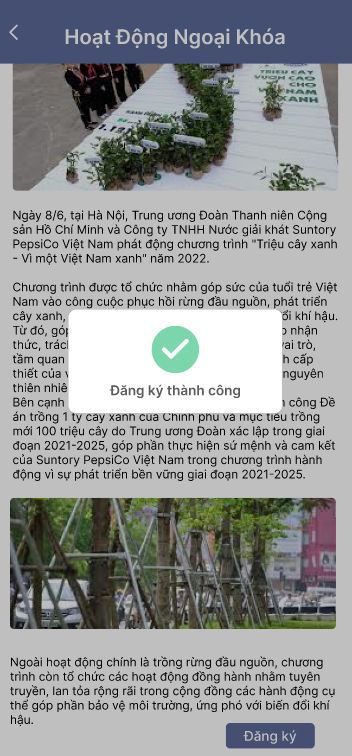 Hoạt Động Ngoại Khóa
TRIỆU CÂY
VƯƠN CAO
CHO
NAM
XANH
Ngày 8/6, tại Hà Nội, Trung ương Đoàn Thanh niên Cộng
sản Hồ Chí Minh và Công ty TNHH Nước giải khát Suntory
PepsiCo Việt Nam phát động chương trình "Triệu cây xanh
- Vì một Việt Nam xanh" năm 2022.
Chương trình được tổ chức nhằm góp sức của tuổi trẻ Việt
Nam vào công cuộc phục hồi rừng đầu nguồn, phát triển
cây xanh, ổi khí hậu.
Từ đó, góp nhận
thức, trách vai trò,
tầm quan cấp
thiết của nguyên
thiên nhiê
Đăng ký thành công
Bên cạnh công Đề
án trồng 1 tỷ cây xanh của Chính phủ và mục tiêu trồng
mới 100 triệu cây do Trung ương Đoàn xác lập trong giai
đoạn 2021-2025, góp phần thực hiện sứ mệnh và cam kết
của Suntory PepsiCo Việt Nam trong chương trình hành
động vì sự phát triển bền vững giai đoạn 2021-2025.
Ngoài hoạt động chính là trồng rừng đầu nguồn, chương
trình còn tổ chức các hoạt động đồng hành nhằm tuyên
truyền, lan tỏa rộng rãi trong cộng đồng các hành động cụ
thể góp phần bảo vệ môi trường, ứng phó với biến đổi khí
hậu.
Đăng ký